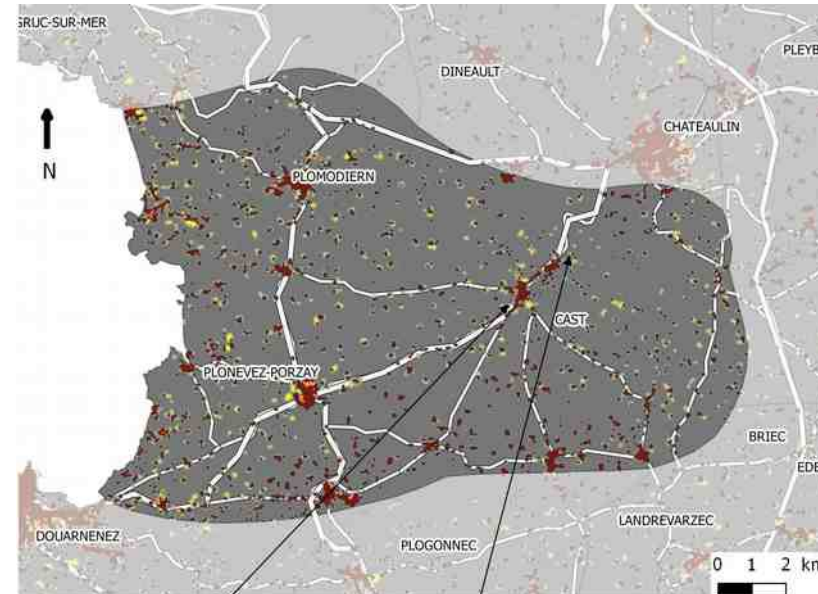 GRUC-SUR-MER
PLEYB
DINEAULT
CHATEAULIN
N
PLOMODIERN
CAST
PLONEVEZ-PORZAY
BRIEC
EDE
LANDREVARZEC
DOUARNENEZ
PLOGONNEC
0 1 2 km